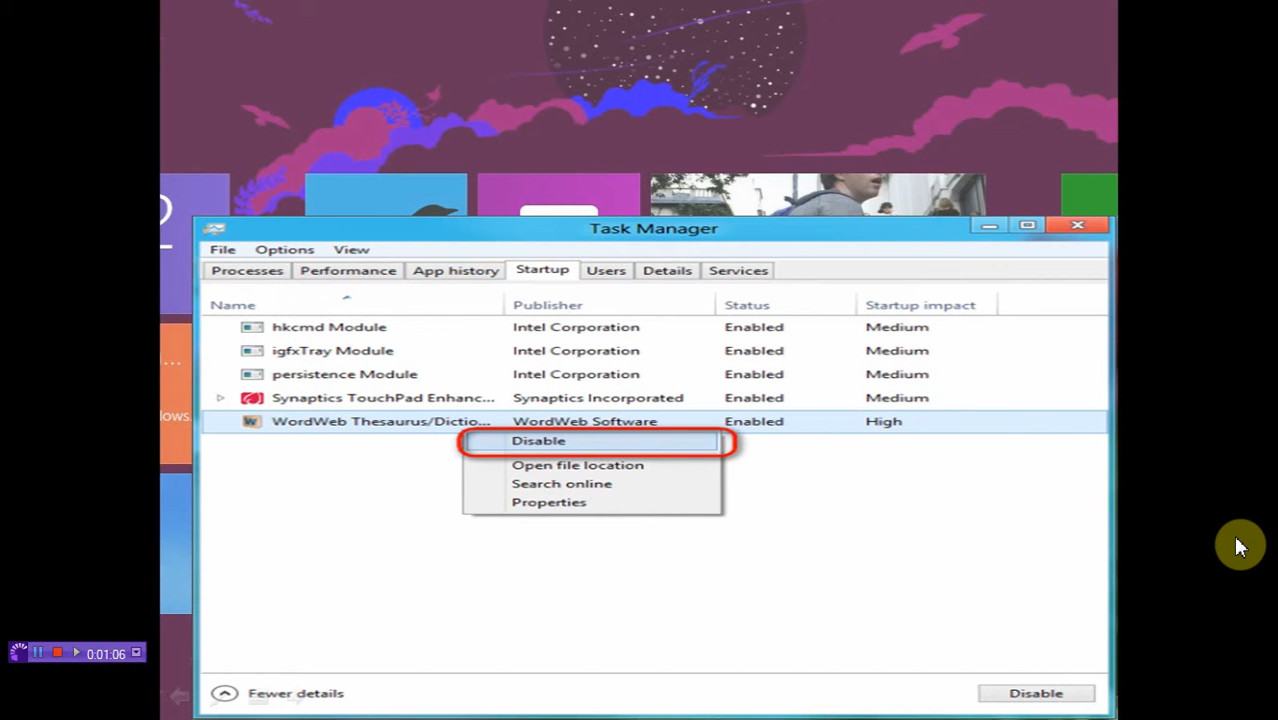 Task Manager
File Options View
Processes Performance App history Startup Users Details Services
Name Publisher Status Startup impact
hkcmd Module Intel Corporation Enabled Medium
igfxTray Module Intel Corporation Enabled Medium
persistence Module Intel Corporation Enabled Medium
Synaptics TouchPad Enhanc... Synaptics Incorporated Enabled Medium
WordWeb Thesaurus/Dictio... WordWeb Software Enabled High
Disable
Open file location
Search online
Properties
...
lows.
0:01:06
Fewer details Disable